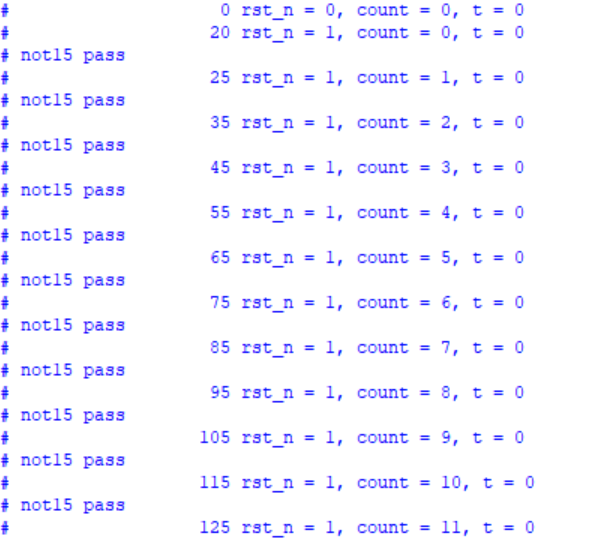 #                    0 rst_n = 0, count = 0, t = 0
#                   20 rst_n = 1, count = 0, t = 0
# not15 pass
#                   25 rst_n = 1, count = 1, t = 0
# not15 pass
#                   35 rst_n = 1, count = 2, t = 0
# not15 pass
#                   45 rst_n = 1, count = 3, t = 0
# not15 pass
#                   55 rst_n = 1, count = 4, t = 0
# not15 pass
#                   65 rst_n = 1, count = 5, t = 0
# not15 pass
#                   75 rst_n = 1, count = 6, t = 0
# not15 pass
#                   85 rst_n = 1, count = 7, t = 0
# not15 pass
#                   95 rst_n = 1, count = 8, t = 0
# not15 pass
#                  105 rst_n = 1, count = 9, t = 0
# not15 pass
#                  115 rst_n = 1, count = 10, t = 0
# not15 pass
#                  125 rst_n = 1, count = 11, t = 0